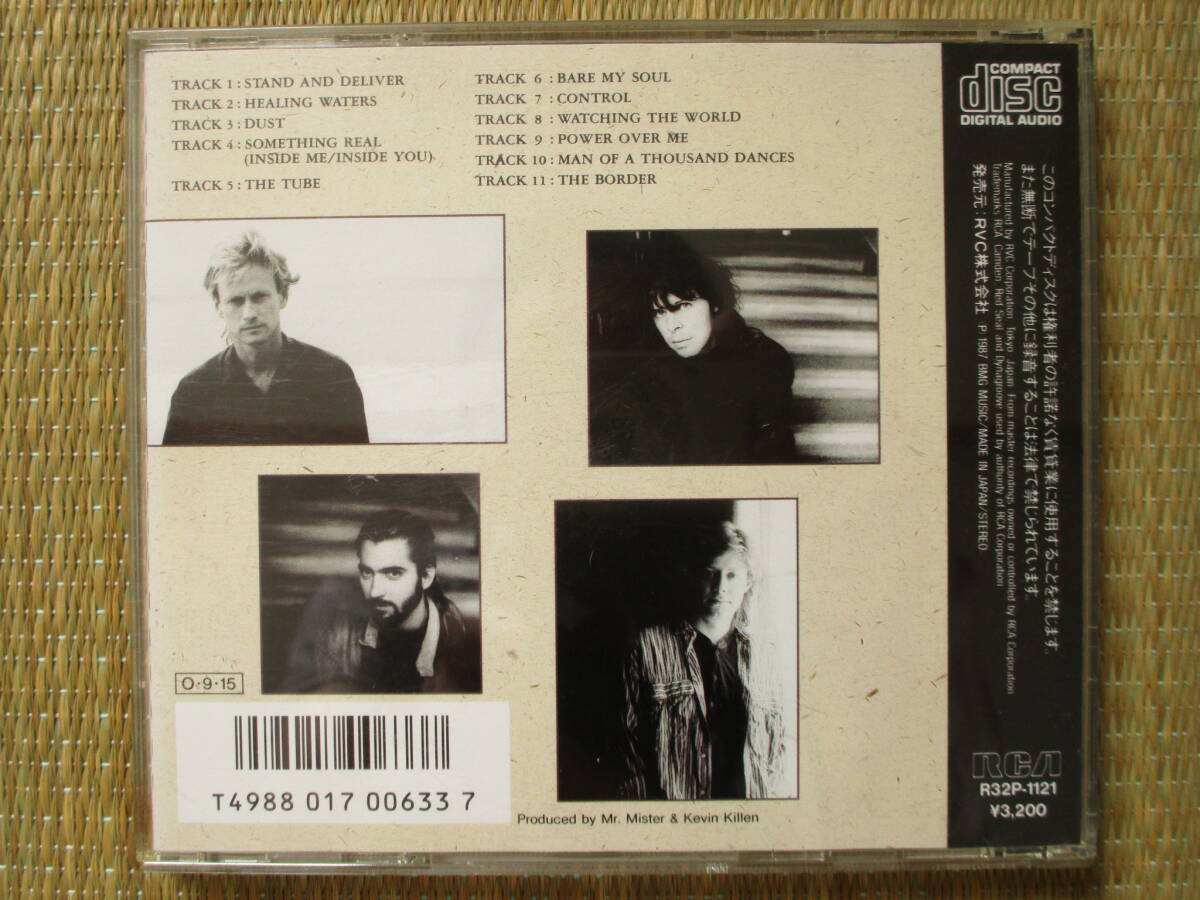 TRACK 1 : STAND AND DELIVER
TRACK 2 : HEALING WATERS
TRACK 3 : DUST
TRACK 4 : SOMETHING REAL
(INSIDE ME/INSIDE YOU)
TRACK 5 : THE TUBE
TRACK 6 : BARE MY SOUL
TRACK 7 : CONTROL
TRACK 8 : WATCHING THE WORLD
TRACK 9 : POWER OVER ME
TRACK 10 : MAN OF A THOUSAND DANCES
TRACK 11 : THE BORDER
COMPACT
disc
DIGITAL AUDIO
このコンパクトディスクは権利者の許諾なく賃貸業に使用することを禁じます。
また無断でテープその他に録音することは法律で禁じられています。
Manufactured by RVC Corporation, Tokyo, Japan. From master recordings owned or controlled by RCA Corporation
Trademarks RCA, Camden, Red Seal and Dynagroove used by authority of RCA Corporation
発売元：RVC株式会社 P.1987 BMG MUSIC/MADE IN JAPAN/STEREO
O・9・15
T4988 017 00633 7
Produced by Mr. Mister & Kevin Killen
RCA
R32P-1121
¥3,200